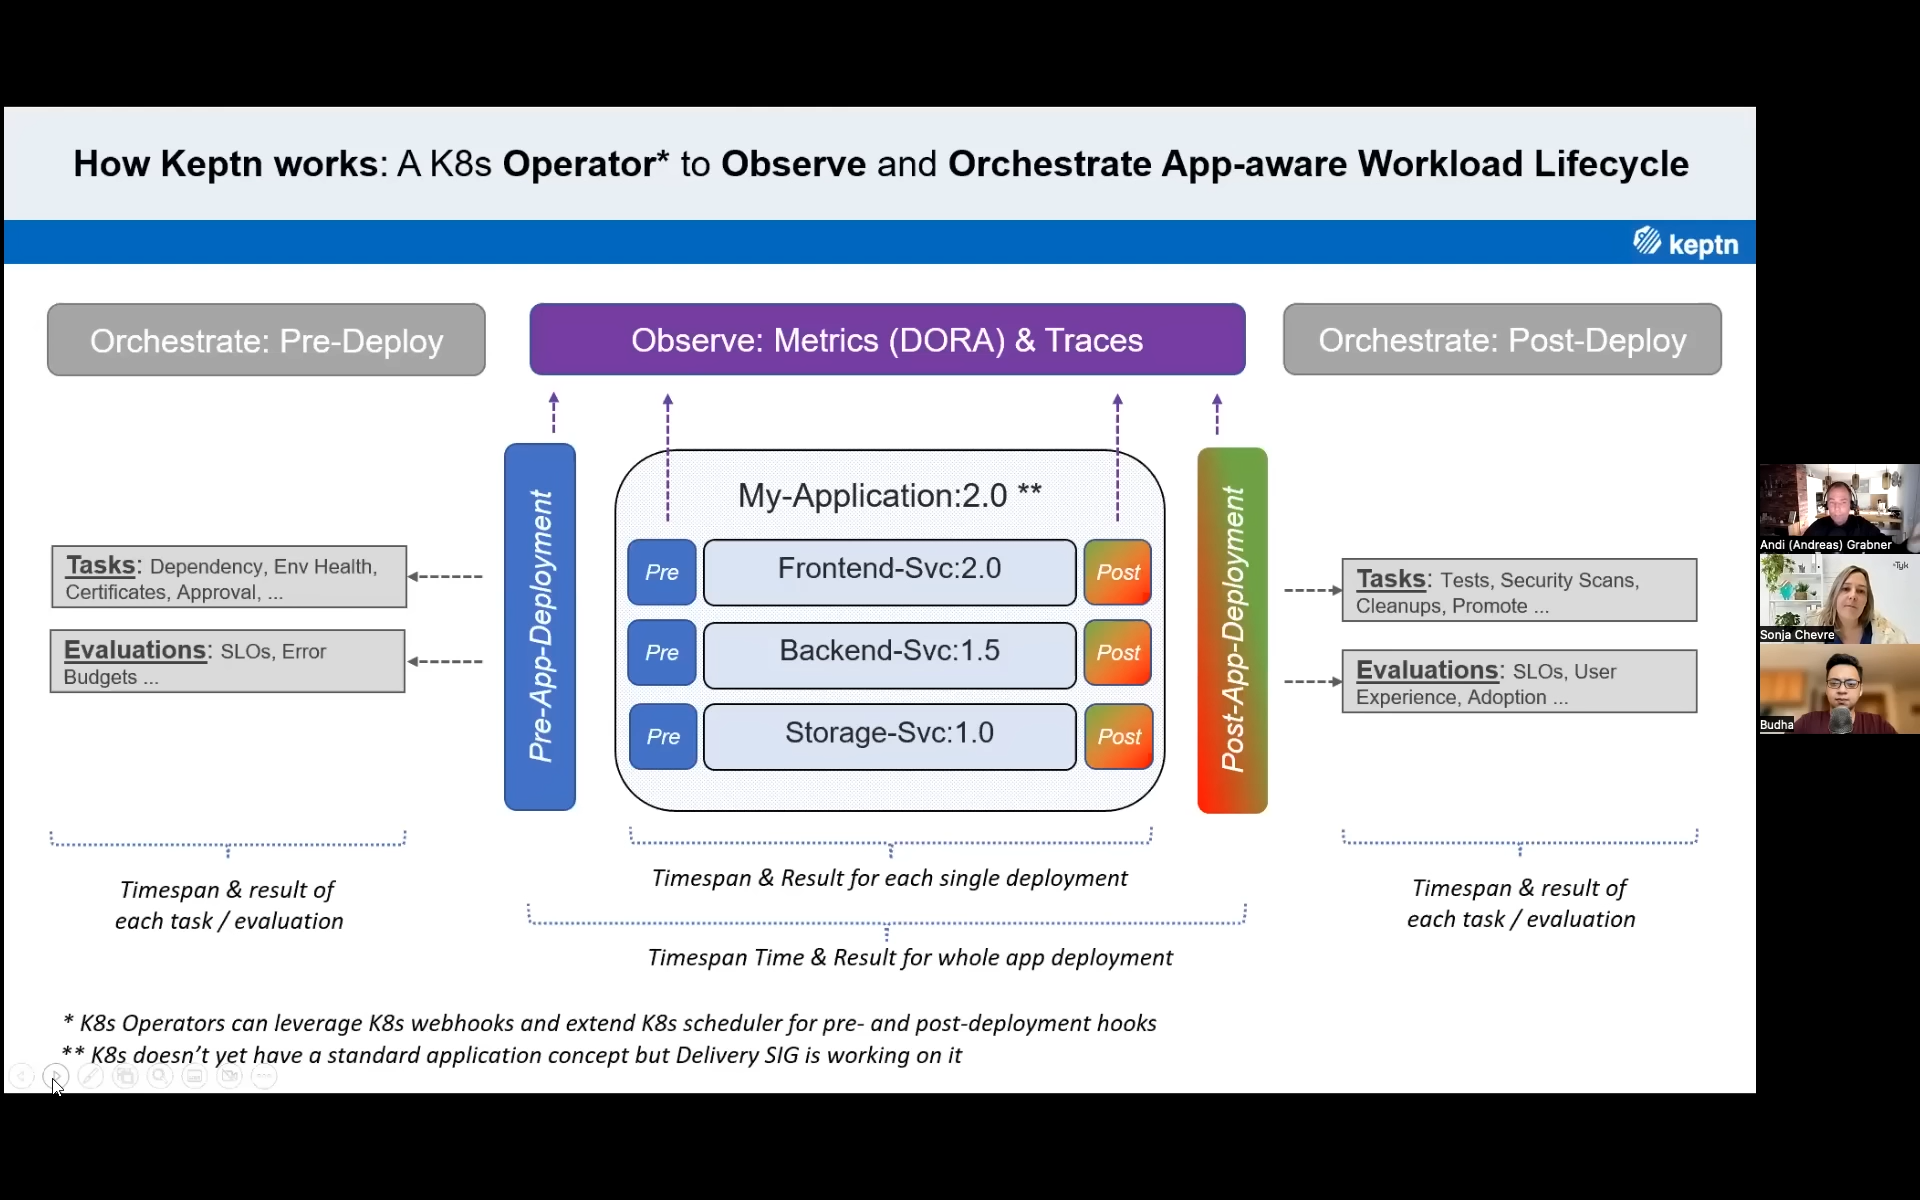 How Keptn works: A K8s Operator* to Observe and Orchestrate App-aware Workload Lifecycle
keptn
Orchestrate: Pre-Deploy
Observe: Metrics (DORA) & Traces
Orchestrate: Post-Deploy
Pre-App-Deployment
My-Application:2.0 **
Pre
Frontend-Svc:2.0
Post
Pre
Backend-Svc:1.5
Post
Pre
Storage-Svc:1.0
Post
Post-App-Deployment
Tasks: Dependency, Env Health,
Certificates, Approval, ...
Evaluations: SLOs, Error
Budgets ...
Tasks: Tests, Security Scans,
Cleanups, Promote ...
Evaluations: SLOs, User
Experience, Adoption ...
Timespan & result of
each task / evaluation
Timespan & Result for each single deployment
Timespan Time & Result for whole app deployment
Timespan & result of
each task / evaluation
* K8s Operators can leverage K8s webhooks and extend K8s scheduler for pre- and post-deployment hooks
** K8s doesn't yet have a standard application concept but Delivery SIG is working on it
Andi (Andreas) Grabner
Tyk
Sonja Chevre
Budha